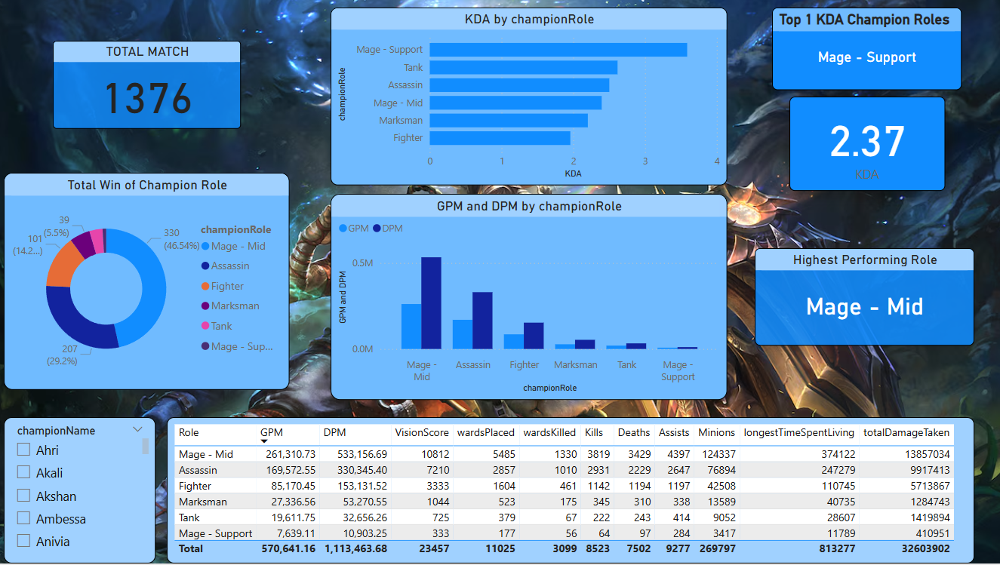 TOTAL MATCH
1376
KDA by championRole
championRole
Mage - Support
Tank
Assassin
Mage - Mid
Marksman
Fighter
0 1 2 3 4
KDA
Top 1 KDA Champion Roles
Mage - Support
2.37
KDA
Total Win of Champion Role
39
(5.5%)
101
(14.2...)
330
(46.54%)
207
(29.2%)
championRole
Mage - Mid
Assassin
Fighter
Marksman
Tank
Mage - Sup...
GPM and DPM by championRole
GPM DPM
GPM and DPM
0.5M
0.0M
Mage - Mid
Assassin
Fighter
Marksman
Tank
Mage - Support
championRole
Highest Performing Role
Mage - Mid
championName
Ahri
Akali
Akshan
Ambessa
Anivia
Role GPM DPM VisionScore wardsPlaced wardsKilled Kills Deaths Assists Minions longestTimeSpentLiving totalDamageTaken
Mage - Mid 261,310.73 533,156.69 10812 5485 1330 3819 3429 4397 124337 374122 13857034
Assassin 169,572.55 330,345.40 7210 2857 1010 2931 2229 2647 76894 247279 9917413
Fighter 85,170.45 153,131.52 3333 1604 461 1142 1194 1197 42508 110745 5713867
Marksman 27,336.56 53,270.55 1044 523 175 345 310 338 13589 40735 1284743
Tank 19,611.75 32,656.26 725 379 67 222 243 414 9052 28607 1419894
Mage - Support 7,639.11 10,903.25 333 177 56 64 97 284 3417 11789 410951
Total 570,641.16 1,113,463.68 23457 11025 3099 8523 7502 9277 269797 813277 32603902